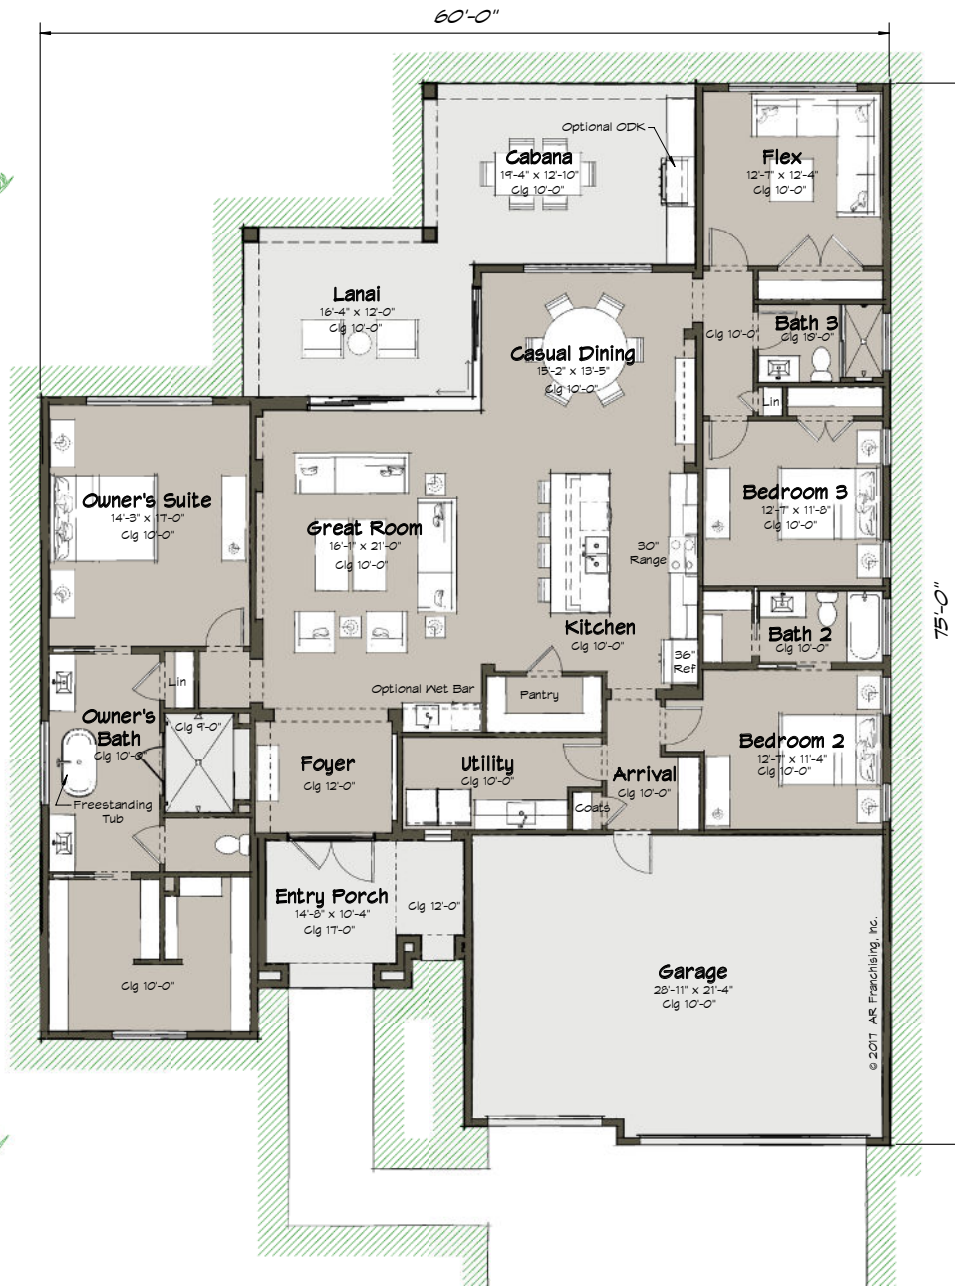 60'-0"
Optional ODK
Cabana
19'-4" x 12'-10"
Clg 10'-0"
Flex
12'-7" x 12'-4"
Clg 10'-0"
Lanai
16'-4" x 12'-0"
Clg 10'-0"
Casual Dining
15'-2" x 13'-5"
Clg 10'-0"
Clg 10'-0"
Bath 3
Clg 10'-0"
Lin
Owner's Suite
14'-3" x 17'-0"
Clg 10'-0"
Great Room
16'-1" x 21'-0"
Clg 10'-0"
Bedroom 3
12'-7" x 11'-8"
Clg 10'-0"
30"
Range
75'-0"
Kitchen
Clg 10'-0"
Bath 2
Clg 10'-0"
36"
Ref
Lin
Optional Wet Bar
Pantry
Owner's
Bath
Clg 10'-0"
Clg 9'-0"
Freestanding
Tub
Foyer
Clg 12'-0"
Utility
Clg 10'-0"
Coats
Arrival
Clg 10'-0"
Bedroom 2
12'-7" x 11'-4"
Clg 10'-0"
Entry Porch
14'-8" x 10'-4"
Clg 17'-0"
Clg 12'-0"
Clg 10'-0"
Garage
28'-11" x 21'-4"
Clg 10'-0"
© 2017 AR Franchising, Inc.